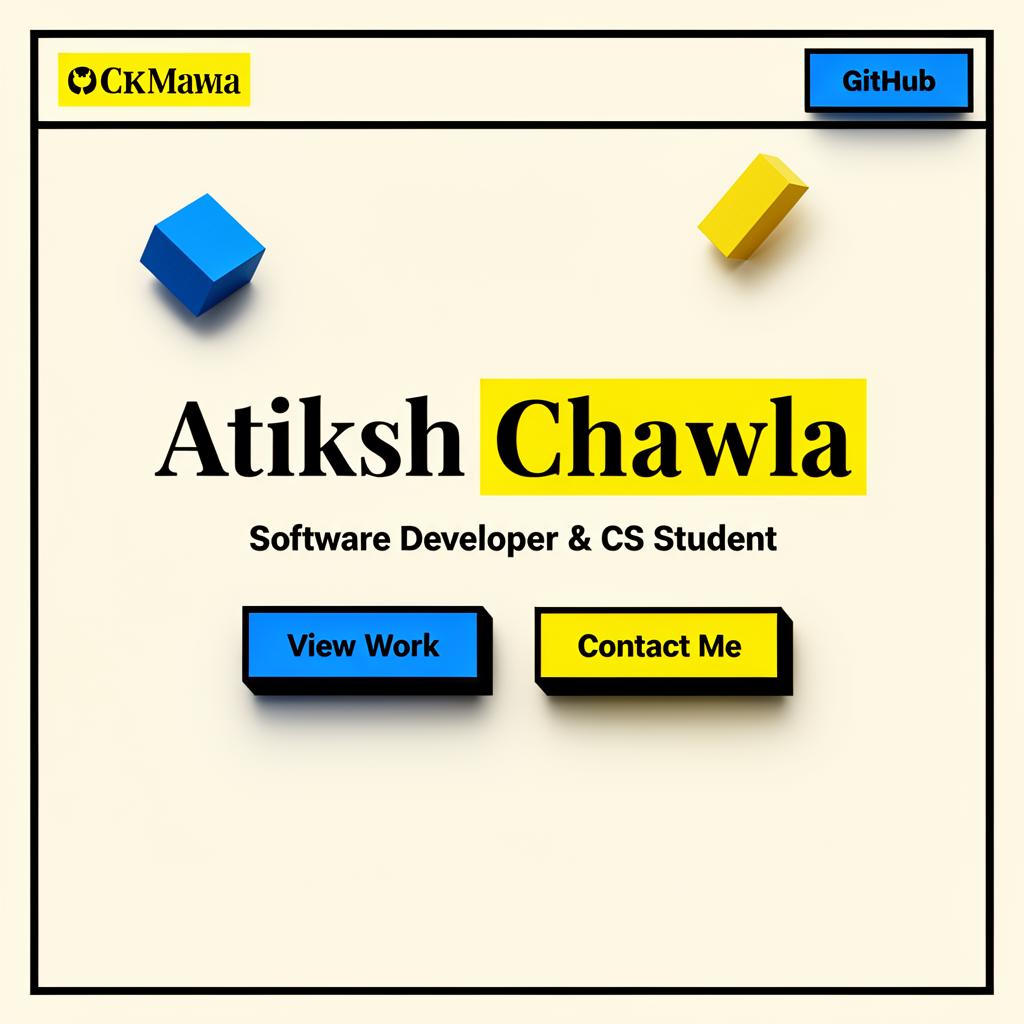 CKMawa
GitHub
Atiksh Chawla
Software Developer & CS Student
View Work
Contact Me